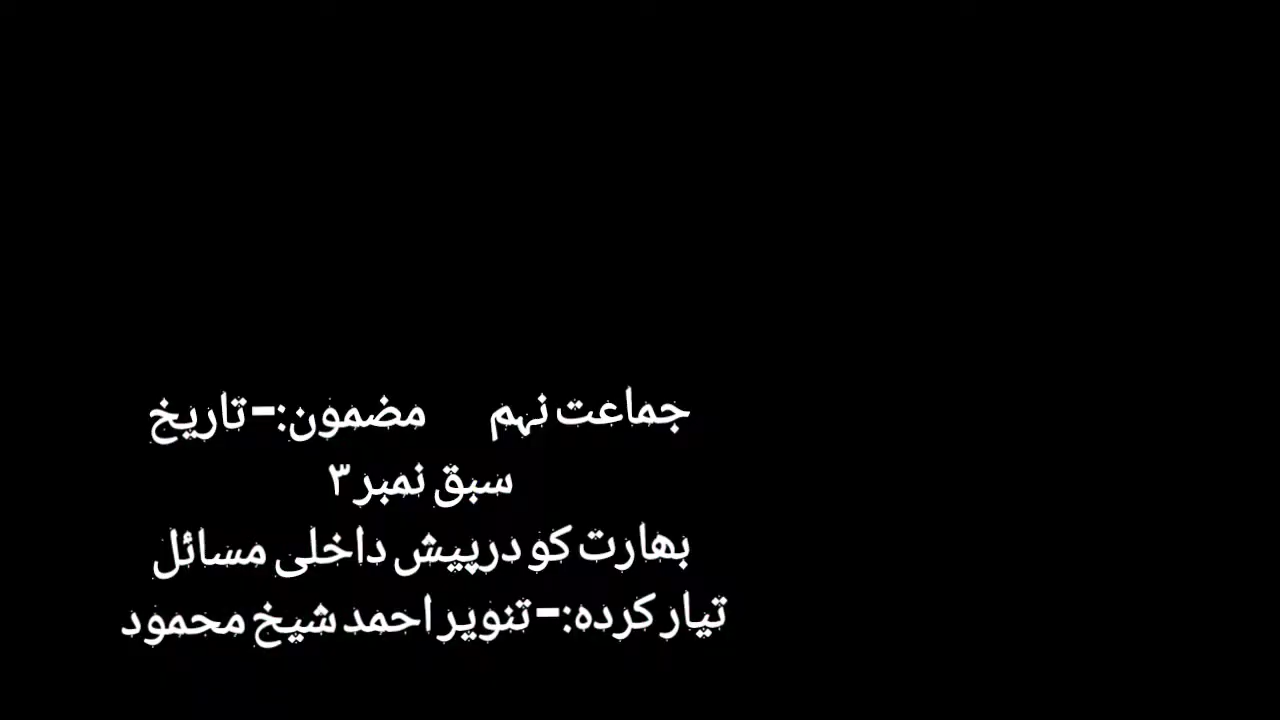 جماعت نہم مضمون:- تاریخ
سبق نمبر ۳
بھارت کو درپیش داخلی مسائل
تیار کردہ:- تنویر احمد شیخ محمود